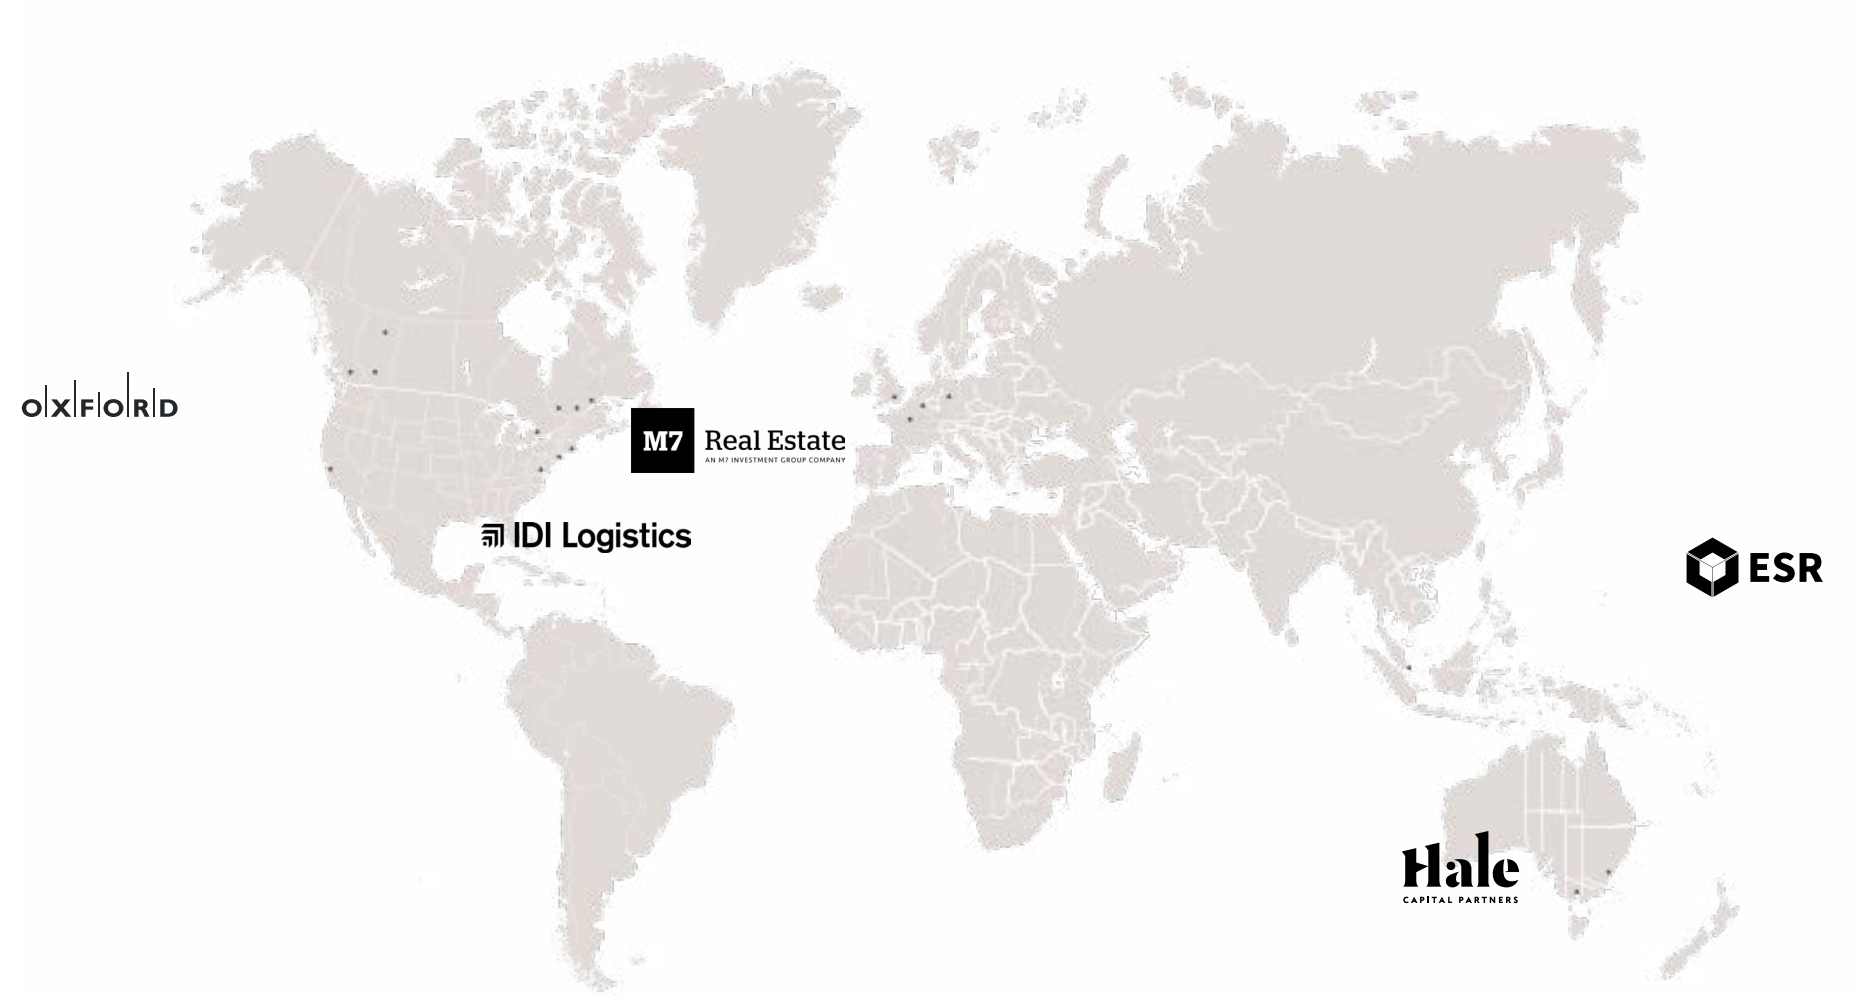 OXFORD
M7 Real Estate
AN M7 INVESTMENT GROUP COMPANY
IDI Logistics
ESR
Hale
CAPITAL PARTNERS